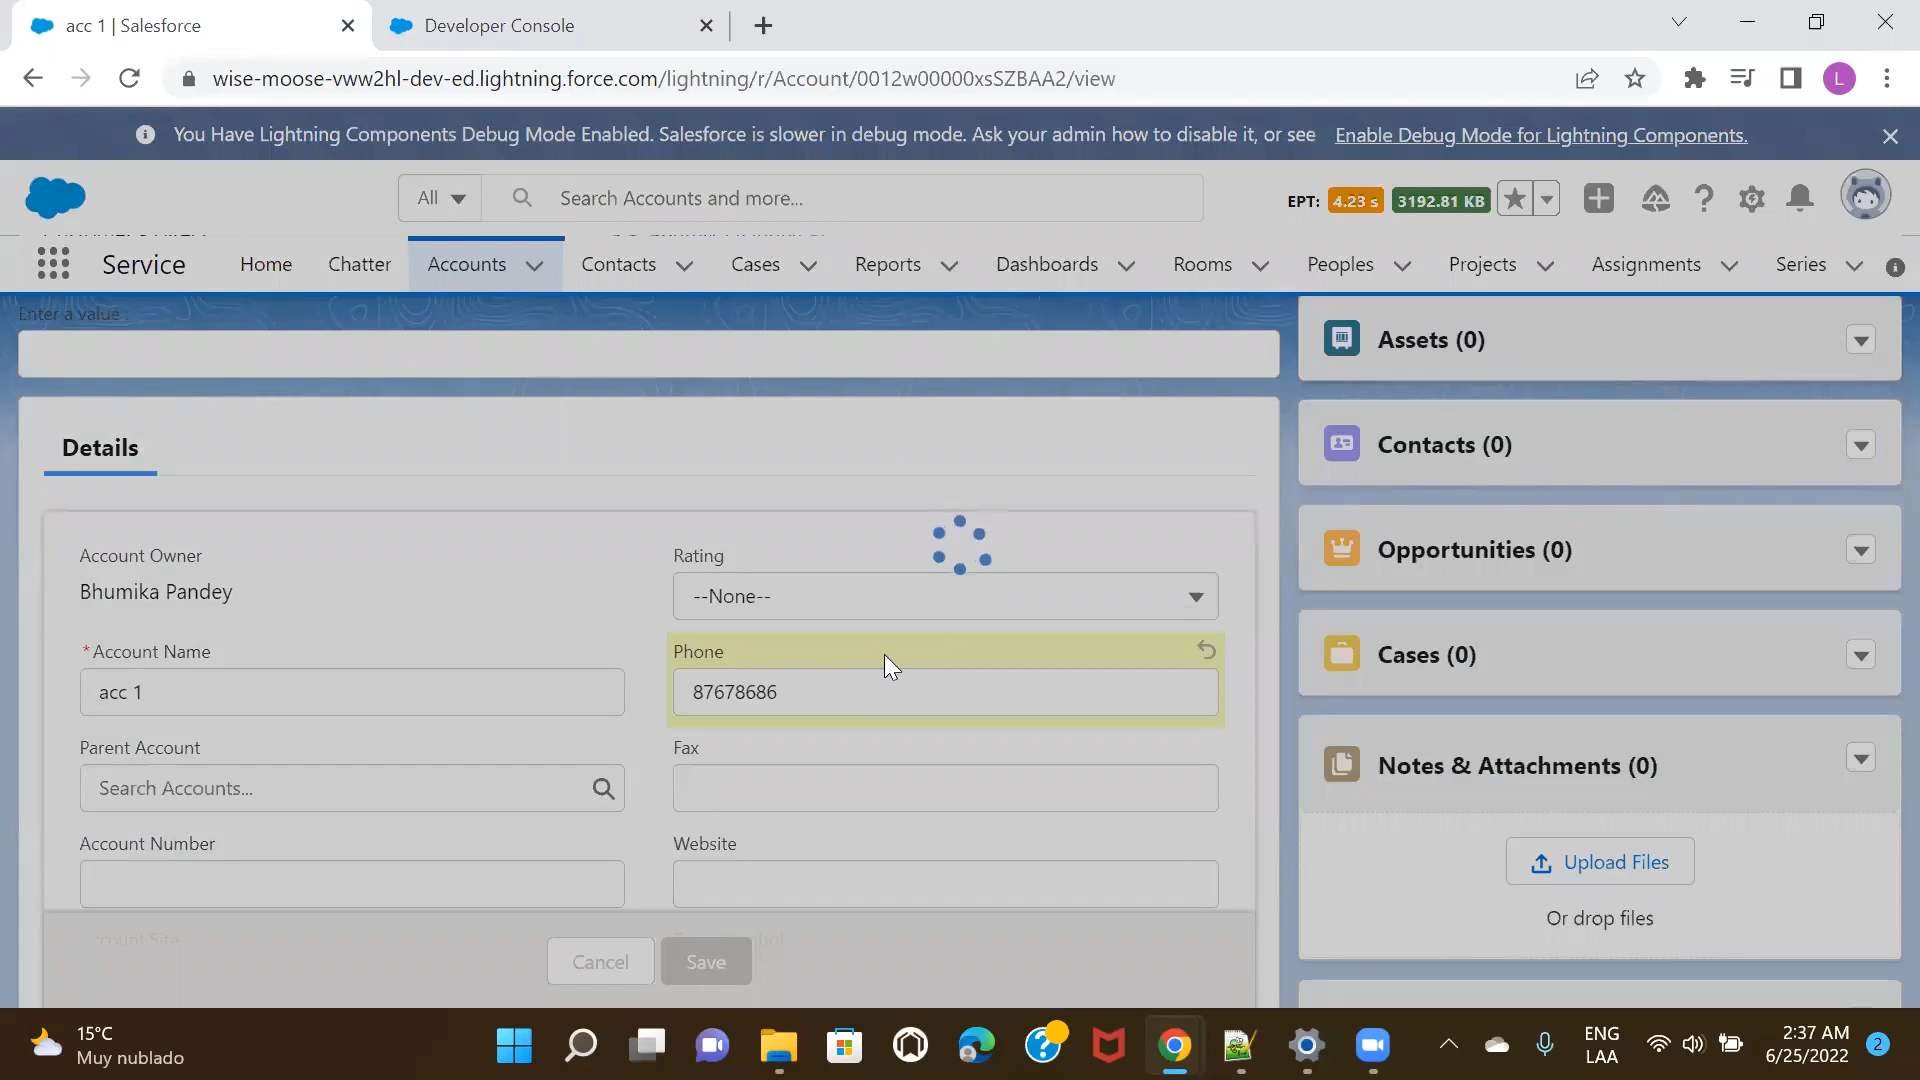 acc 1 | Salesforce
Developer Console
wise-moose-vww2hl-dev-ed.lightning.force.com/lightning/r/Account/0012w00000xsSZBAA2/view
L
You Have Lightning Components Debug Mode Enabled. Salesforce is slower in debug mode. Ask your admin how to disable it, or see Enable Debug Mode for Lightning Components.
All
Search Accounts and more...
EPT: 4.23 s 3192.81 KB
Service
Home
Chatter
Accounts
Contacts
Cases
Reports
Dashboards
Rooms
Peoples
Projects
Assignments
Series
Enter a value :
Details
Account Owner
Bhumika Pandey
Rating
--None--
*Account Name
acc 1
Phone
87678686
Parent Account
Search Accounts...
Fax
Account Number
Website
Account Site
Cancel
Save
Assets (0)
Contacts (0)
Opportunities (0)
Cases (0)
Notes & Attachments (0)
Upload Files
Or drop files
15°C
Muy nublado
ENG
LAA
2:37 AM
6/25/2022
2